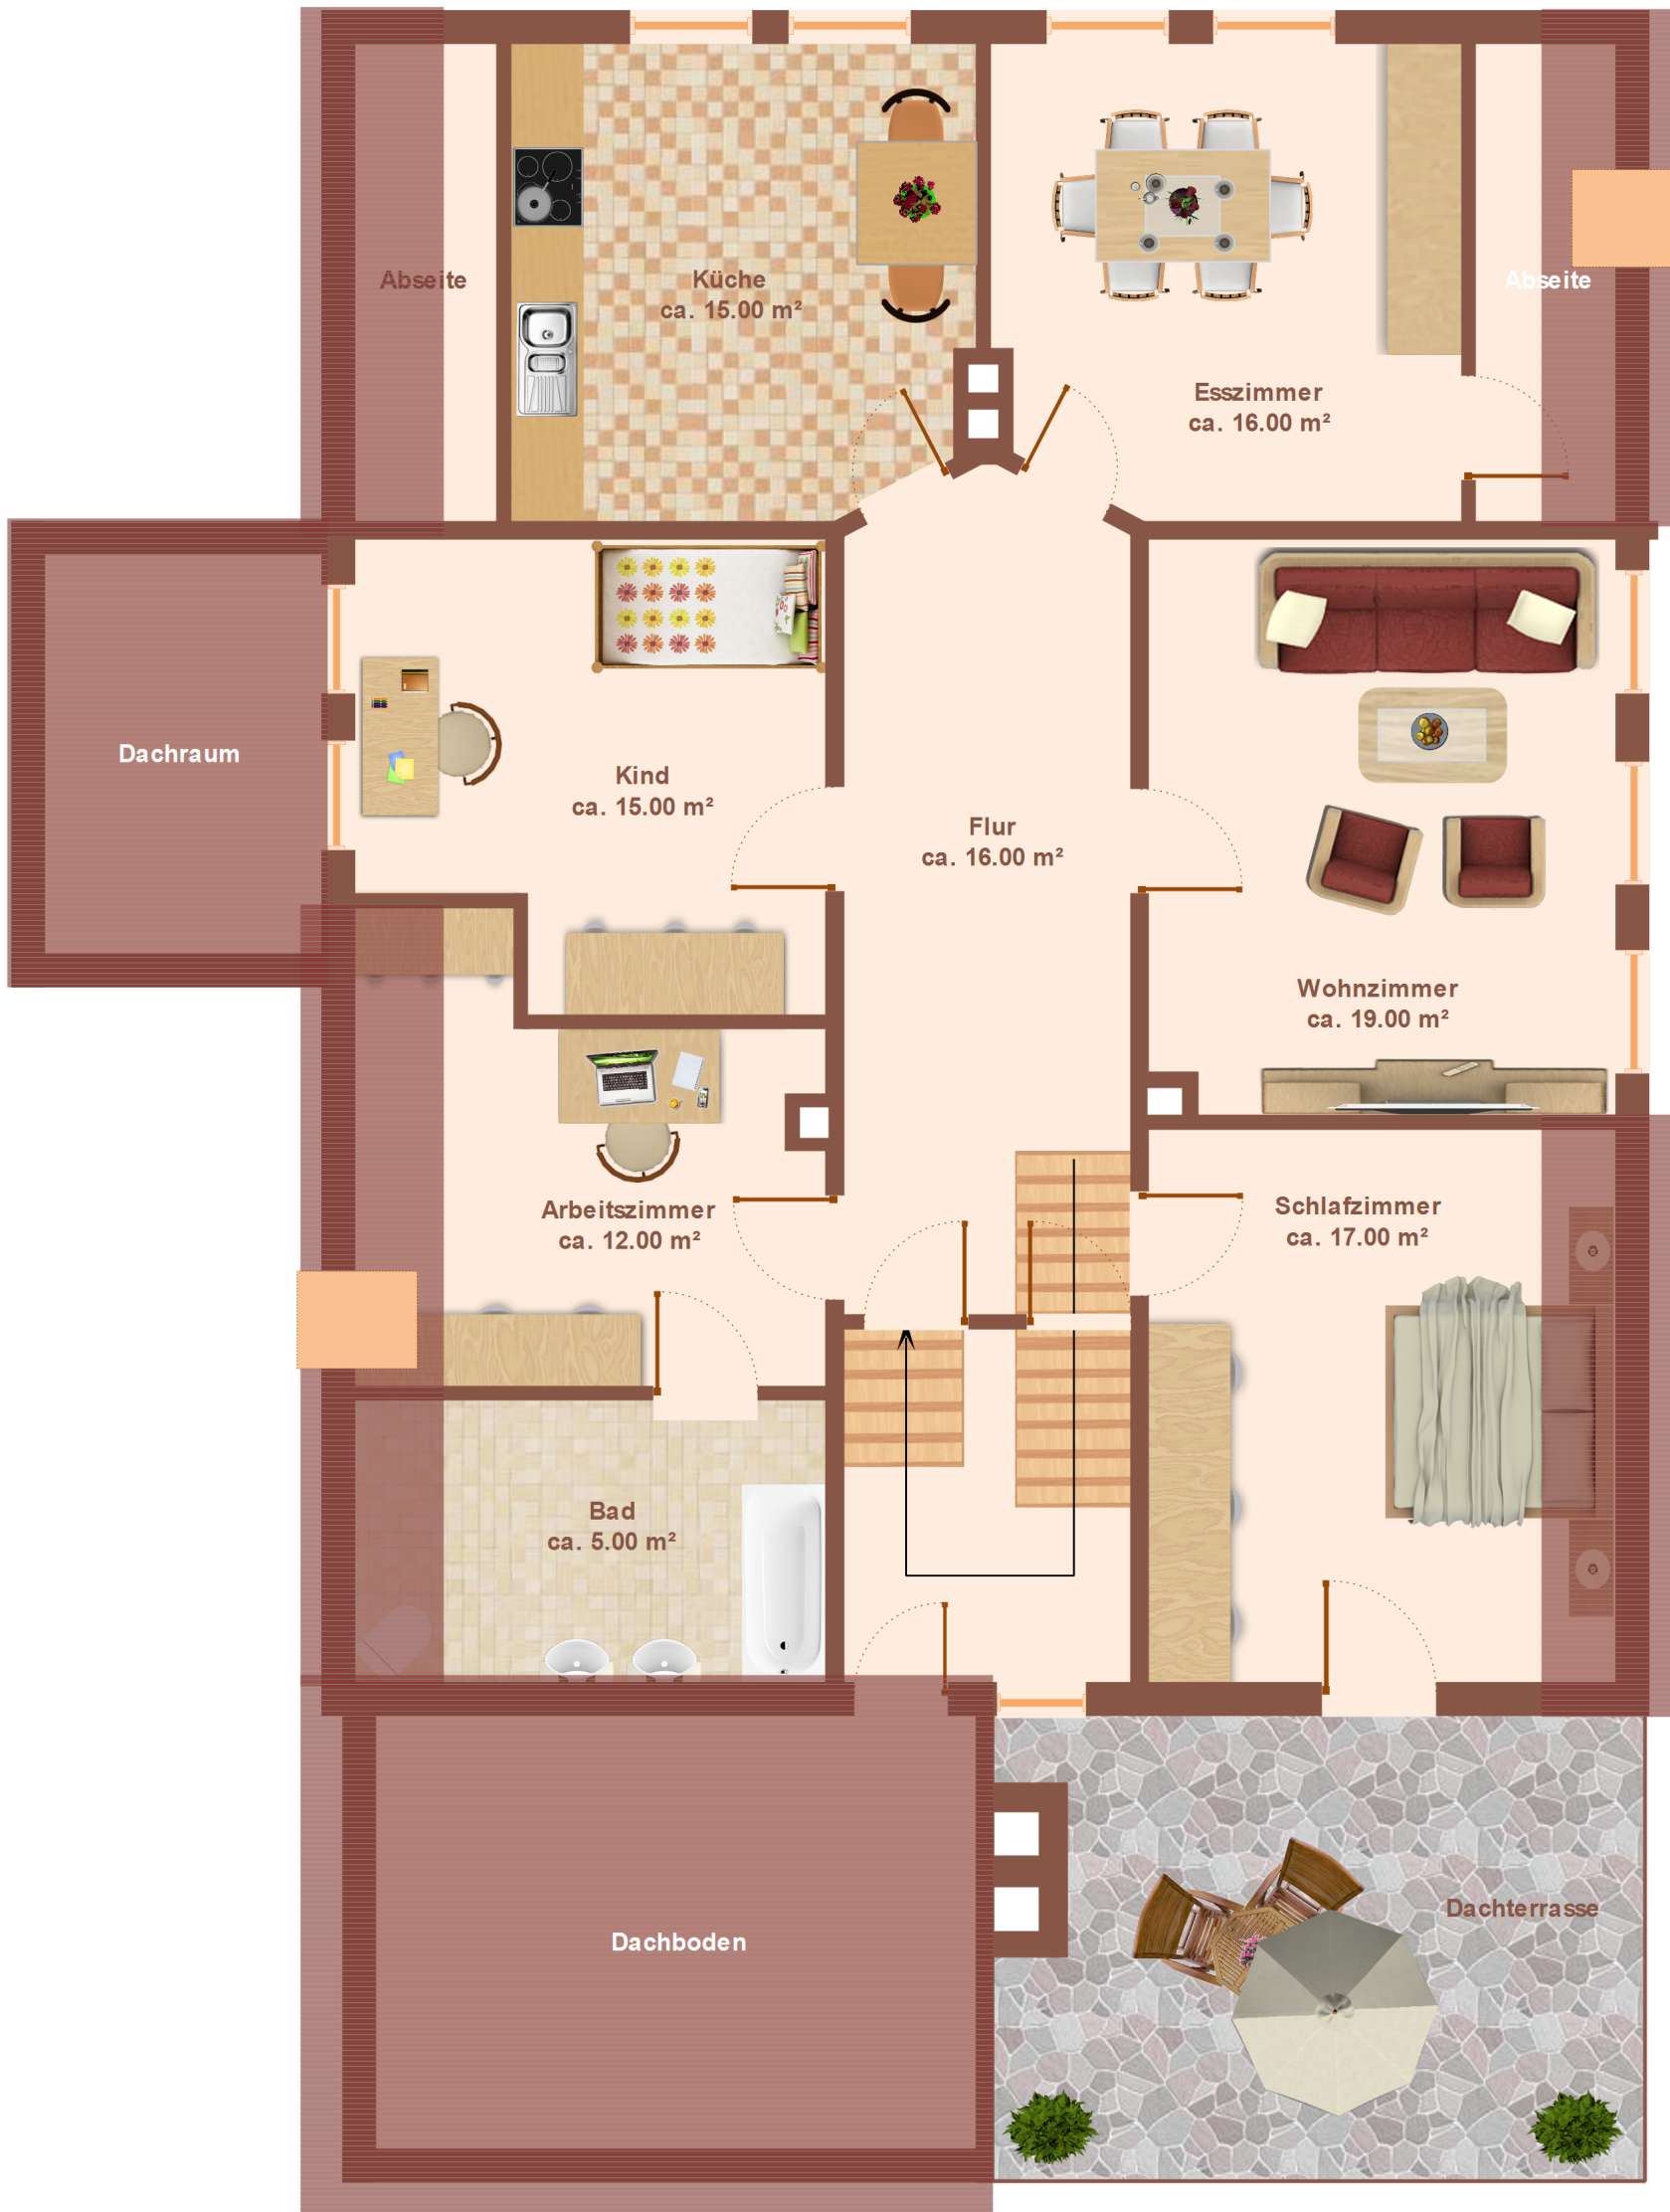 Abseite
Küche
ca. 15.00 m²
Abseite
Esszimmer
ca. 16.00 m²
Dachraum
Kind
ca. 15.00 m²
Flur
ca. 16.00 m²
Wohnzimmer
ca. 19.00 m²
Arbeitszimmer
ca. 12.00 m²
Schlafzimmer
ca. 17.00 m²
Bad
ca. 5.00 m²
Dachterrasse
Dachboden